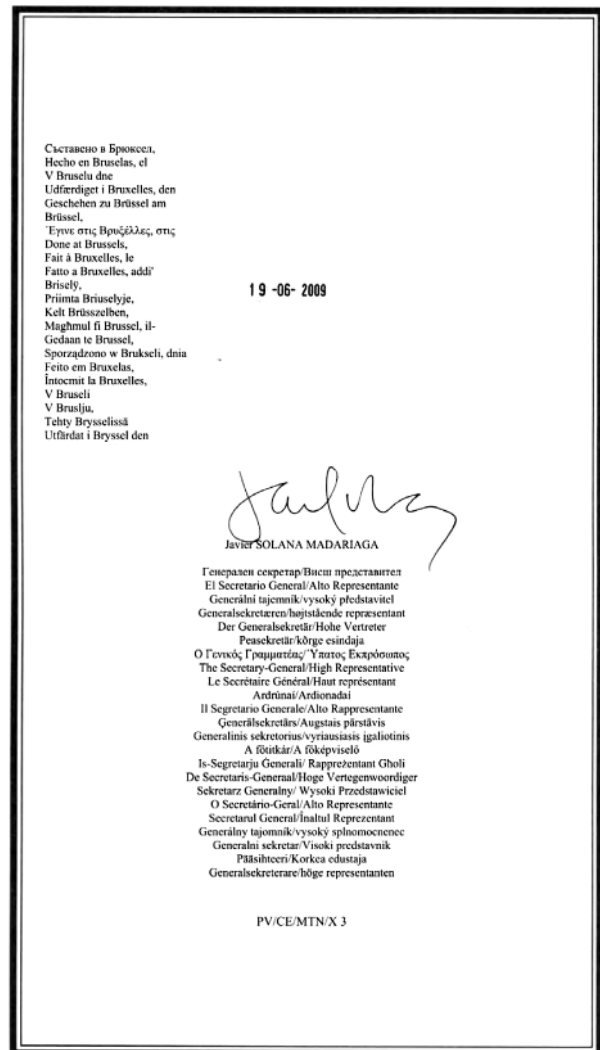 Съставено в Брюксел,
Hecho en Bruselas, el
V Bruselu dne
Udfærdiget i Bruxelles, den
Geschehen zu Brüssel am
Brüssel,
Έγινε στις Βρυξέλλες, στις
Done at Brussels,
Fait à Bruxelles, le
Fatto a Bruxelles, addi'
Briselē,
Priimta Briuselyje,
Kelt Brüsszelben,
Magħmul fi Brussel, il-
Gedaan te Brussel,
Sporządzono w Brukseli, dnia
Feito em Bruxelas,
Întocmit la Bruxelles,
V Bruseli
V Bruslju,
Tehty Brysselissä
Utfärdat i Bryssel den
19 -06- 2009
Javier SOLANA MADARIAGA
Генерален секретар/Висш представител
El Secretario General/Alto Representante
Generální tajemník/vysoký představitel
Generalsekretæren/højtstående repræsentant
Der Generalsekretär/Hohe Vertreter
Peasekretär/kõrge esindaja
Ο Γενικός Γραμματέας/Ύπατος Εκπρόσωπος
The Secretary-General/High Representative
Le Secrétaire Général/Haut représentant
Ardrúnaí/Ardionadaí
Il Segretario Generale/Alto Rappresentante
Ģenerālsekretārs/Augstais pārstāvis
Generalinis sekretorius/vyriausiasis įgaliotinis
A főtitkár/A főképviselő
Is-Segretarju Ġenerali/ Rappreżentant Għoli
De Secretaris-Generaal/Hoge Vertegenwoordiger
Sekretarz Generalny/ Wysoki Przedstawiciel
O Secretário-Geral/Alto Representante
Secretarul General/Înaltul Reprezentant
Generálny tajomník/vysoký splnomocnenec
Generalni sekretar/Visoki predstavnik
Pääsihteeri/Korkea edustaja
Generalsekreterare/höge representanten
PV/CE/MTN/X 3